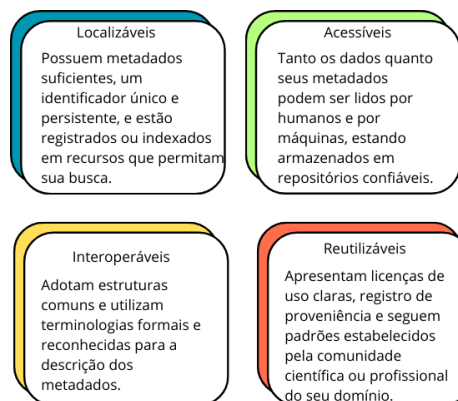 Localizáveis
Possuem metadados
suficientes, um
identificador único e
persistente, e estão
registrados ou indexados
em recursos que permitam
sua busca.
Acessíveis
Tanto os dados quanto
seus metadados
podem ser lidos por
humanos e por
máquinas, estando
armazenados em
repositórios confiáveis.
Interoperáveis
Adotam estruturas
comuns e utilizam
terminologias formais e
reconhecidas para a
descrição dos
metadados.
Reutilizáveis
Apresentam licenças de
uso claras, registro de
proveniência e seguem
padrões estabelecidos
pela comunidade
científica ou profissional
do seu domínio.